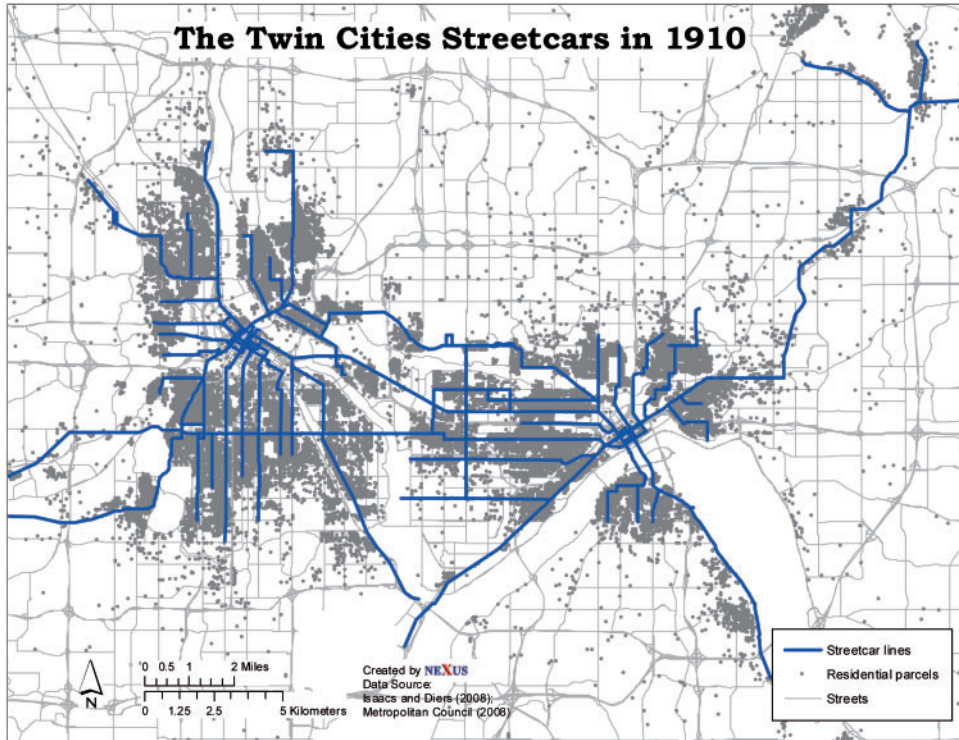 The Twin Cities Streetcars in 1910
0 0.5 1 2 Miles
0 1.25 2.5 5 Kilometers
N
Created by NEXUS
Data Source:
Isaacs and Diers (2008);
Metropolitan Council (2008)
Streetcar lines
Residential parcels
Streets